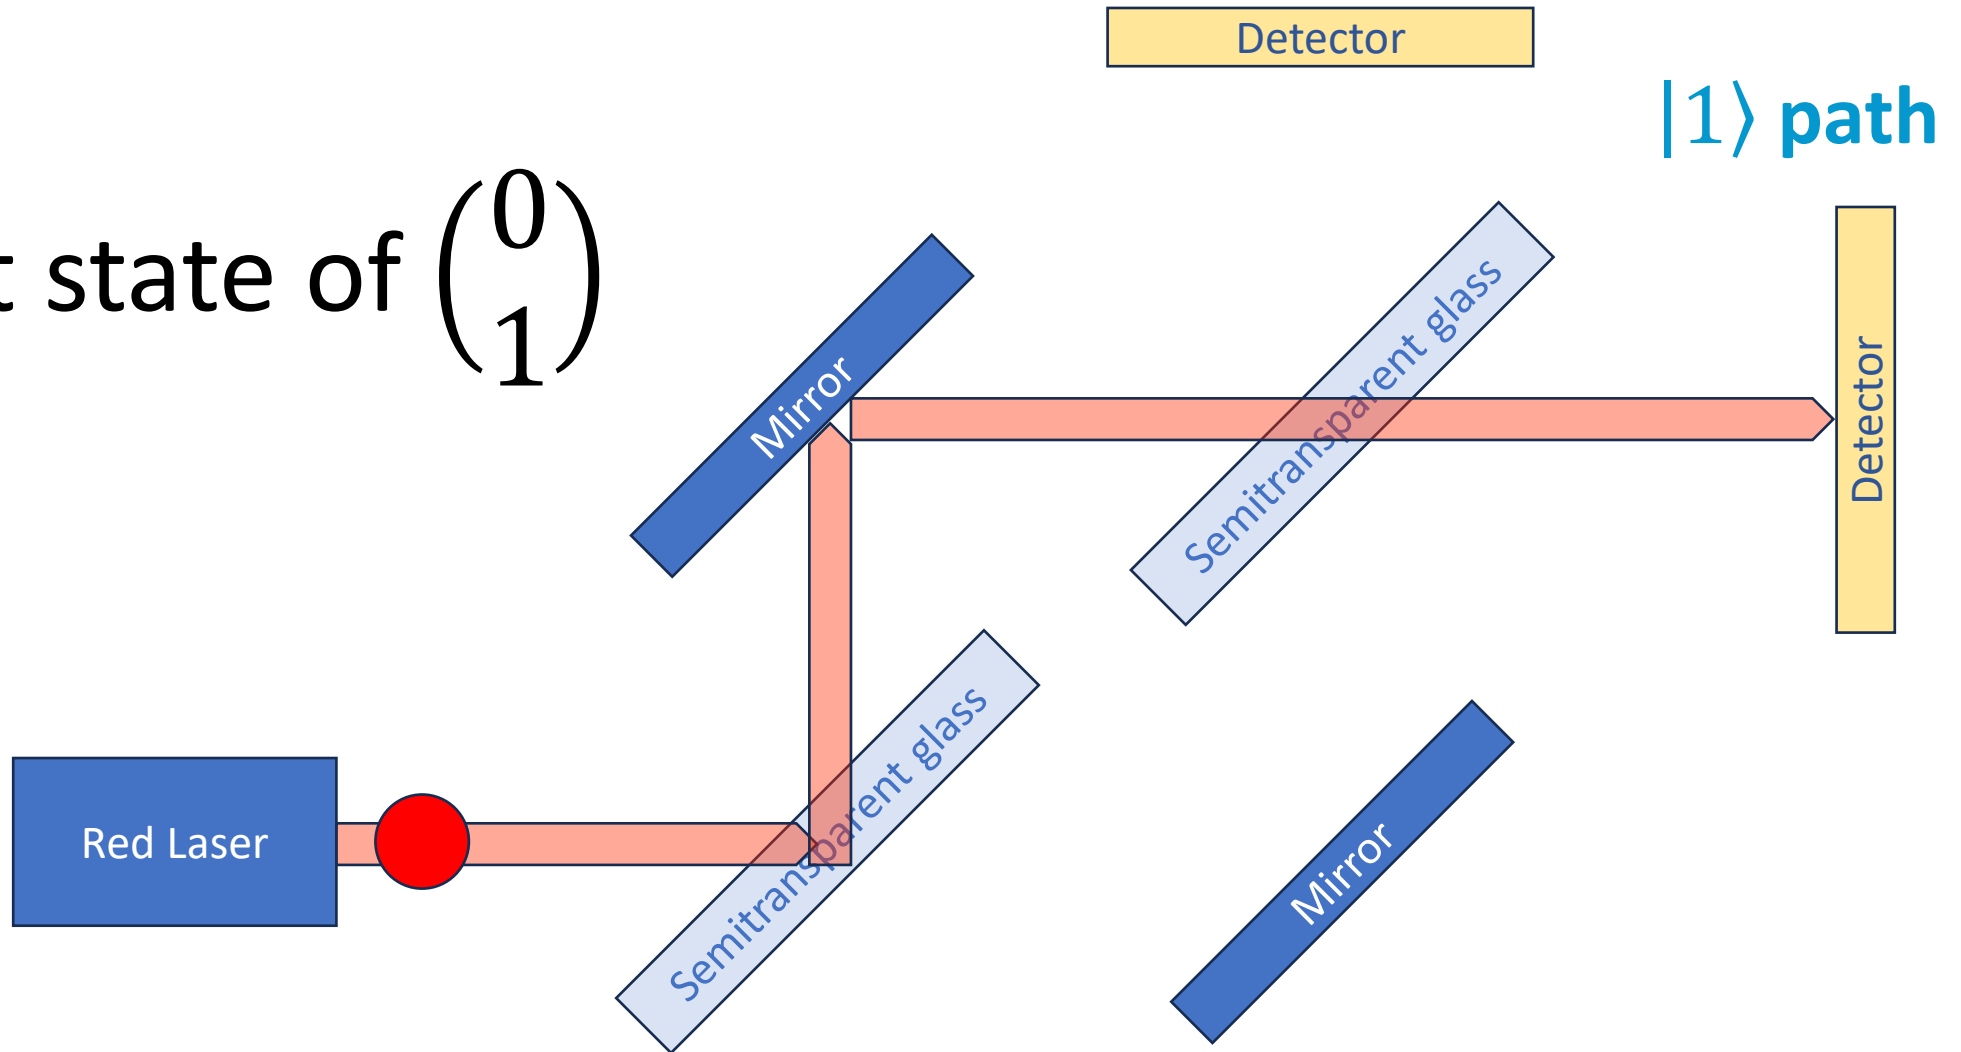 Detector
|1⟩ path
t state of (0
1)
Mirror
Semitransparent glass
Detector
Semitransparent glass
Red Laser
Mirror